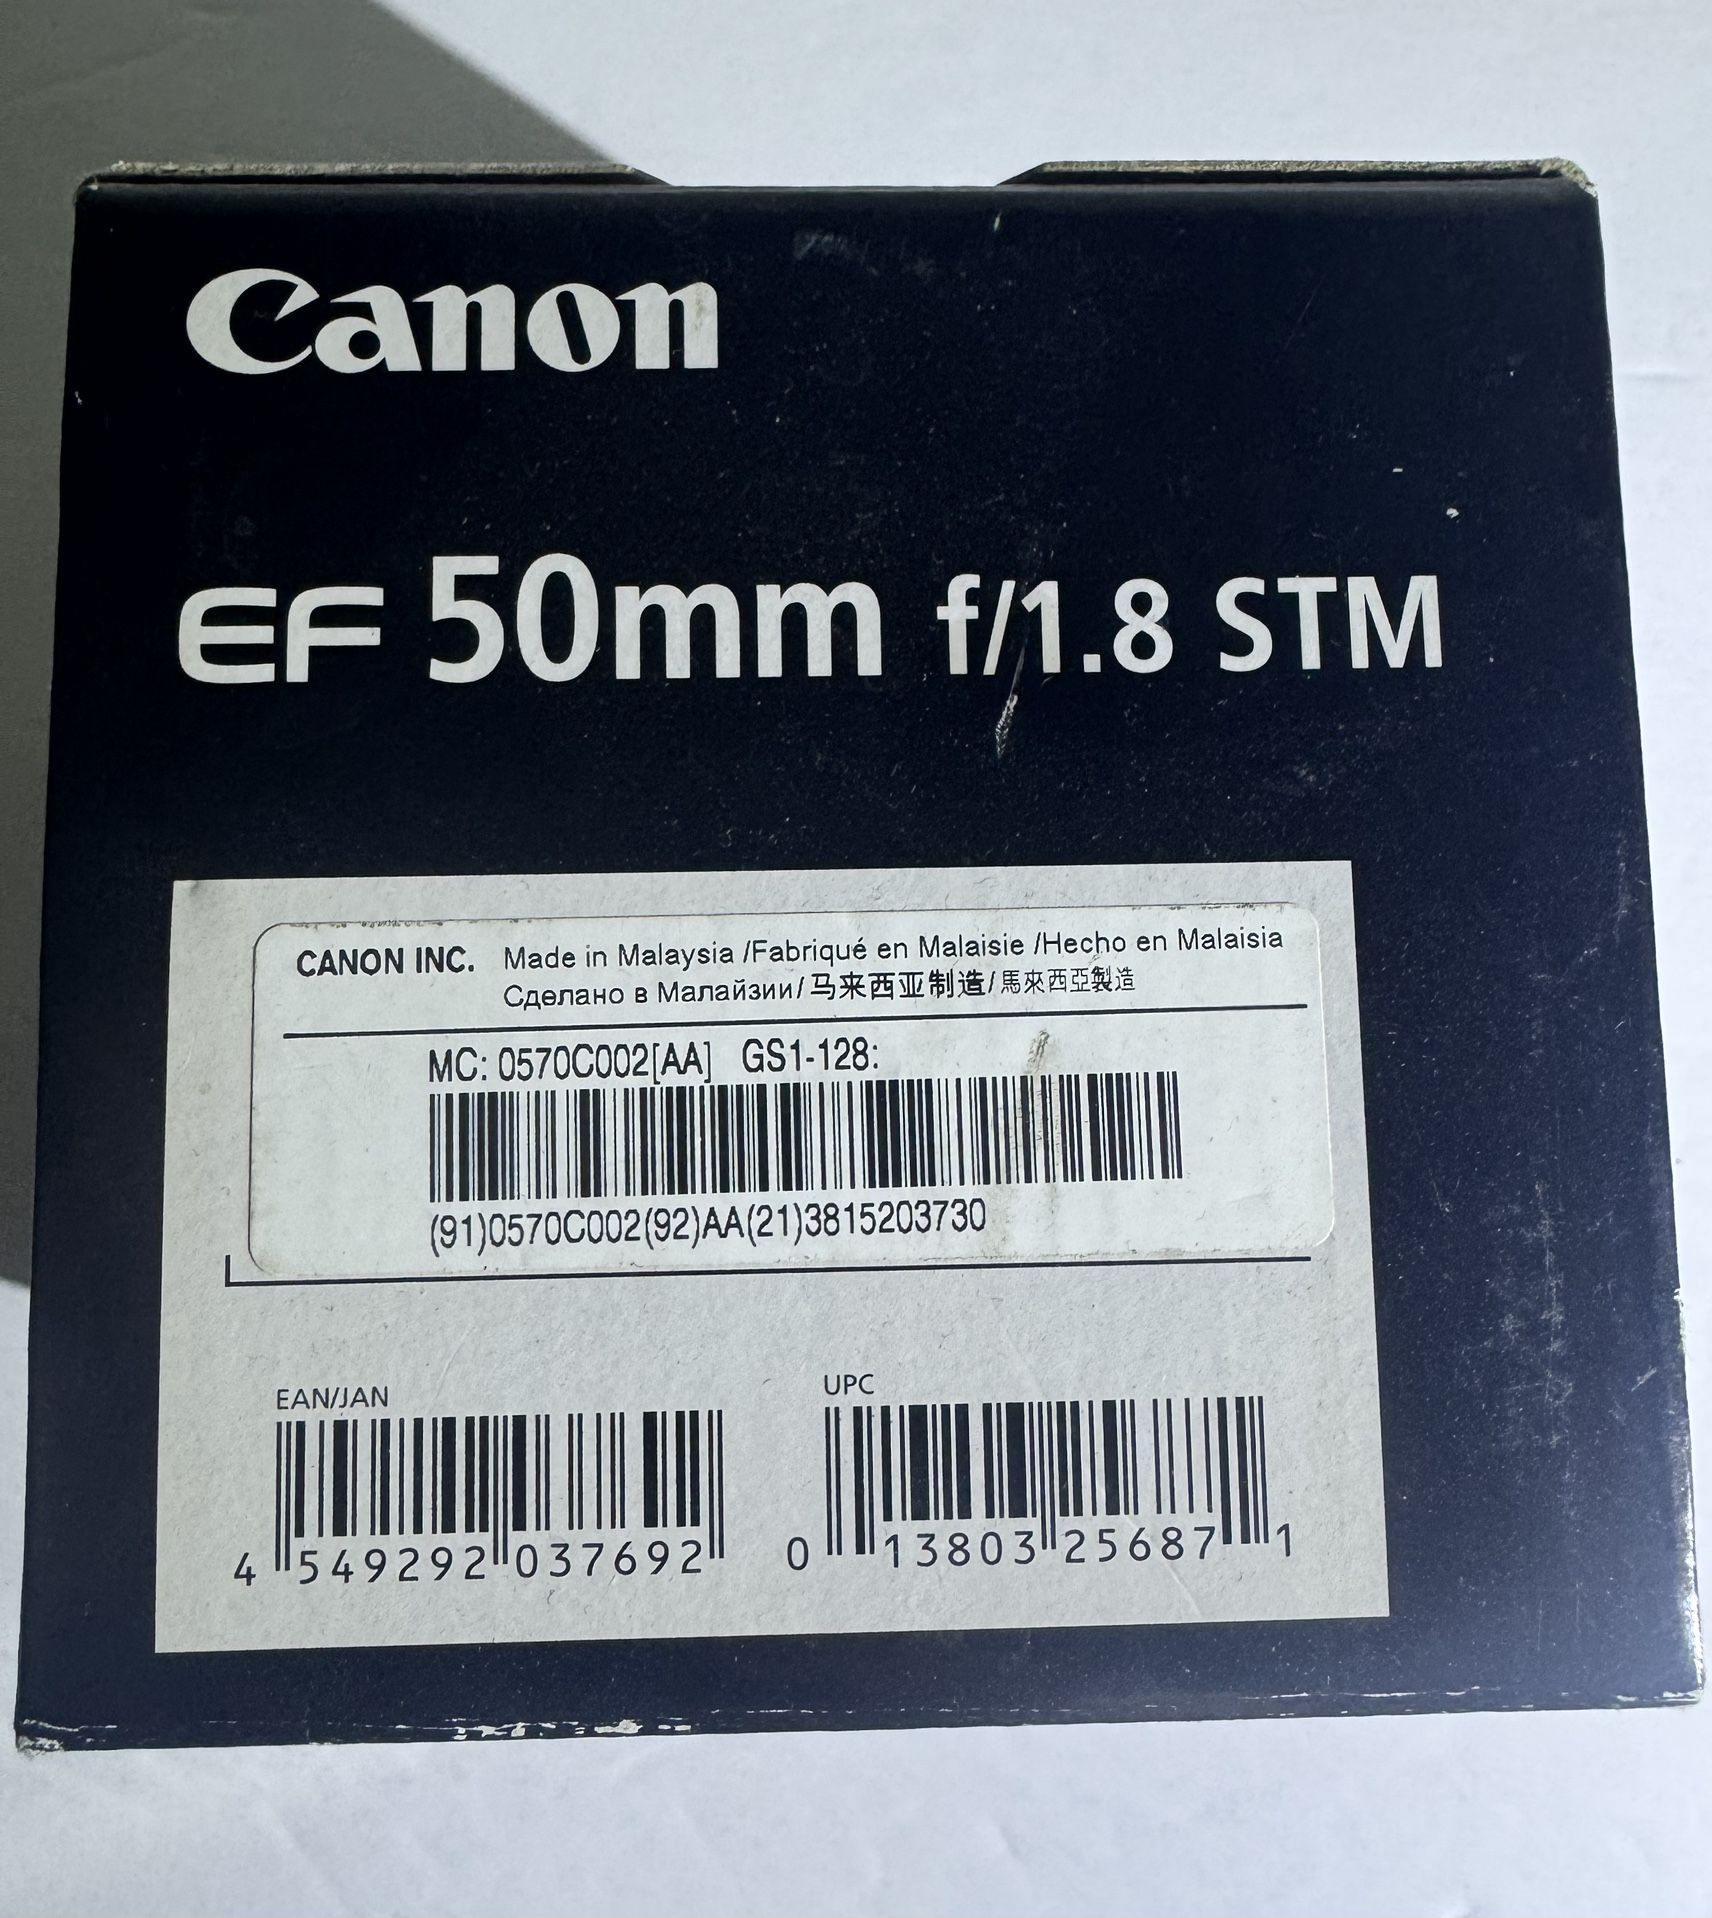 Canon
EF 50mm f/1.8 STM
CANON INC. Made in Malaysia /Fabriqué en Malaisie /Hecho en Malaisia
Сделано в Малайзии/马来西亚制造/馬來西亞製造
MC: 0570C002[AA] GS1-128:
(91)0570C002(92)AA(21)3815203730
EAN/JAN
4 549292 037692
UPC
0 13803 25687 1